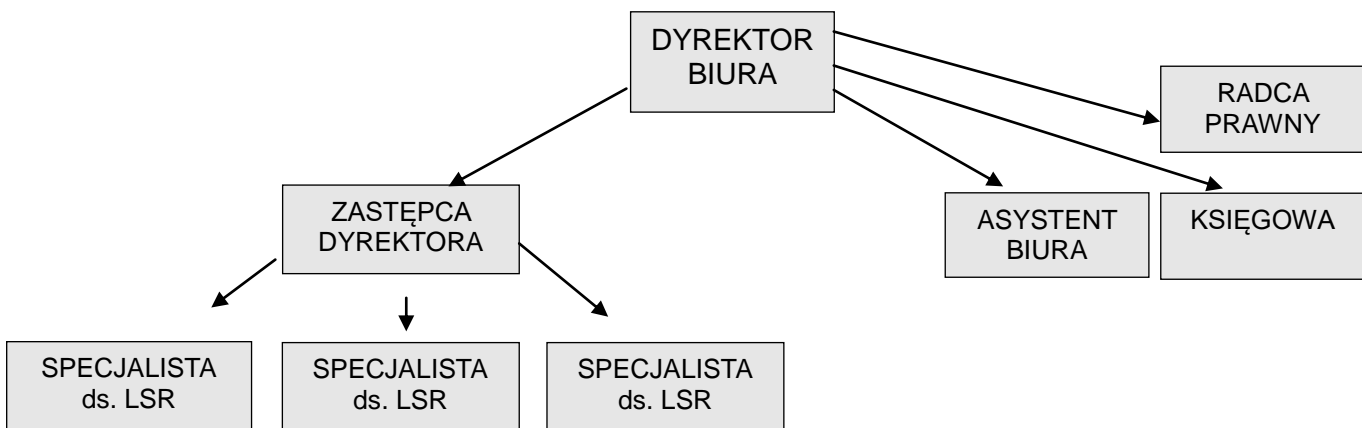 DYREKTOR
BIURA
RADCA
PRAWNY
ZASTĘPCA
DYREKTORA
ASYSTENT
BIURA
KSIĘGOWA
SPECJALISTA
ds. LSR
SPECJALISTA
ds. LSR
SPECJALISTA
ds. LSR